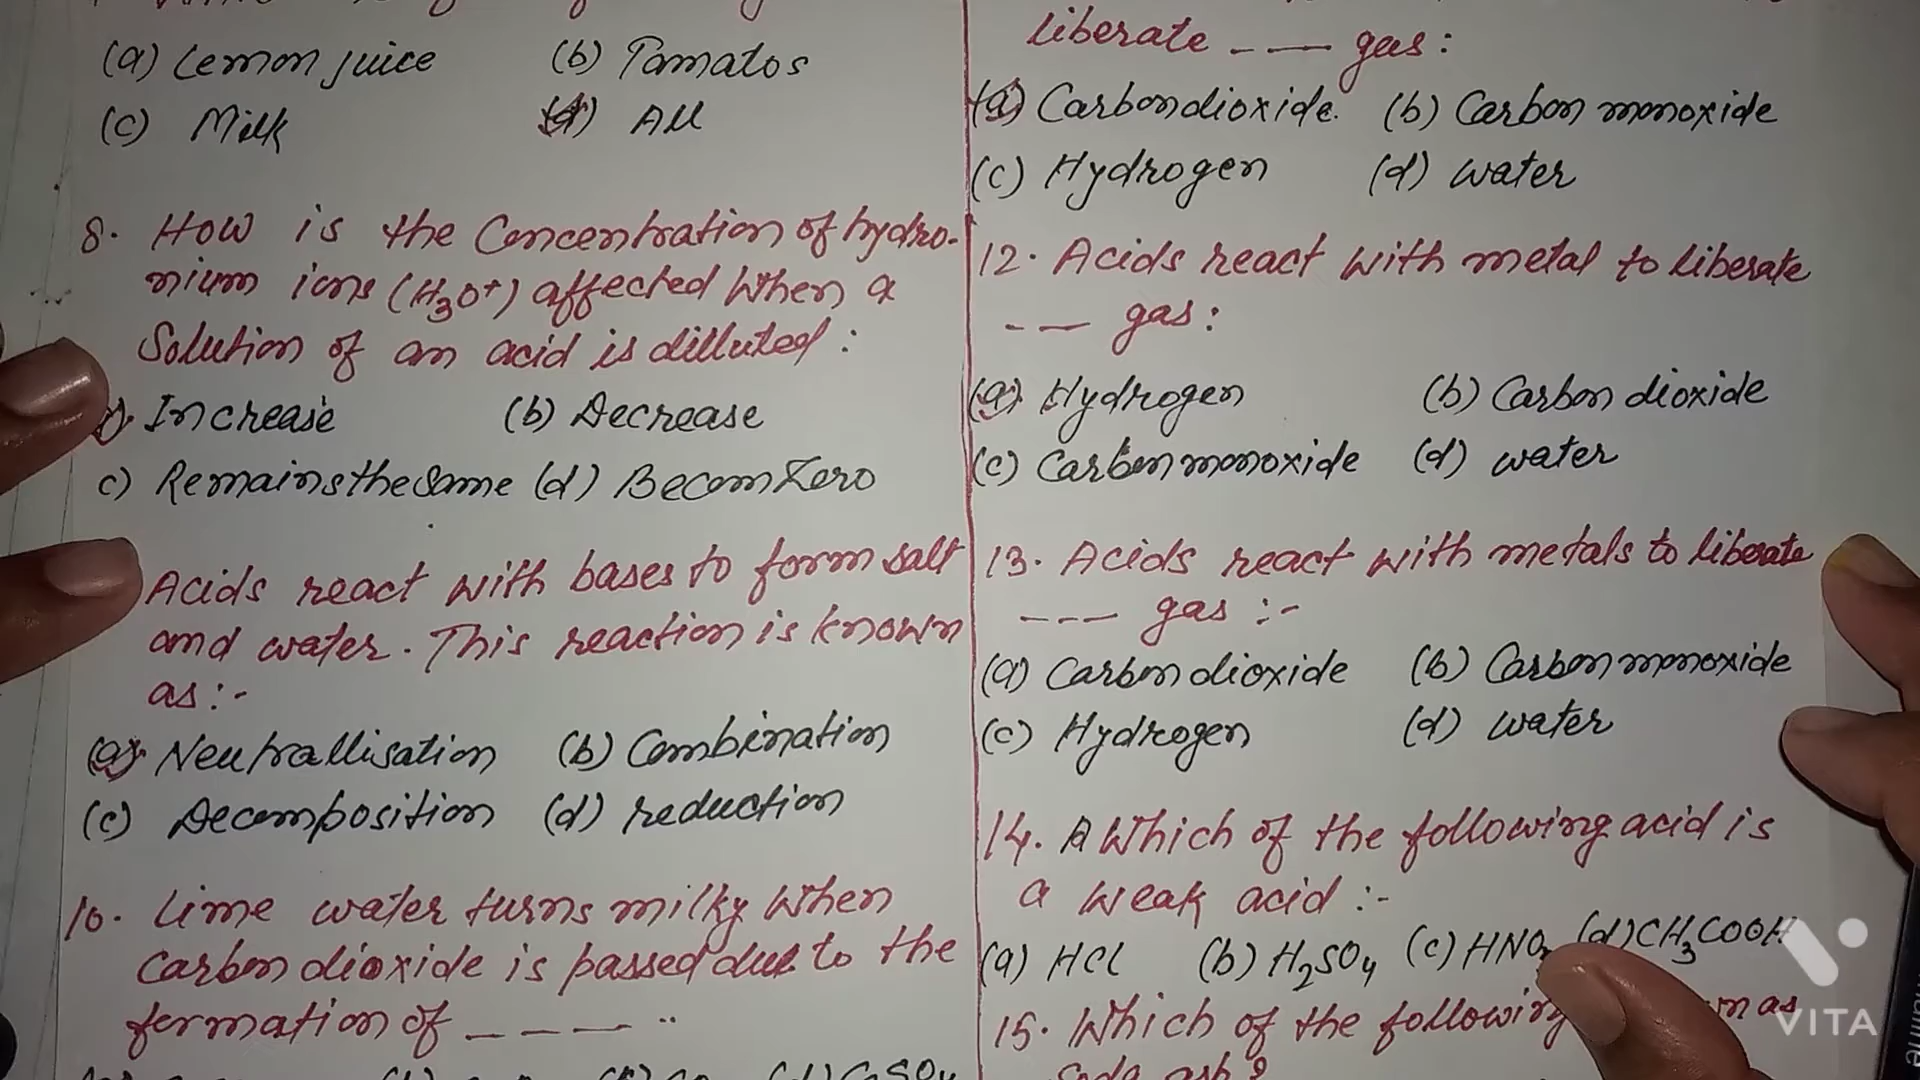 (a) Lemon juice (b) Tamatos
(c) Milk (d) All
8. How is the Concentration of hydro-
nium ions (H3O+) affected When a
Solution of an acid is dilluted :
Increase (b) Decrease
c) Remains the same (d) Becom Zero
Acids react with bases to form salt
and water. This reaction is known
as :-
(a) Neutrallisation (b) Combination
(c) Decomposition (d) reduction
10. Lime water turns milky When
Carbon dioxide is passed due to the
formation of _ _ _
liberate _ _ gas :
(a) Carbondioxide. (b) Carbon monoxide
(c) Hydrogen (d) water
12. Acids react with metal to liberate
_ _ gas :
(a) Hydrogen (b) Carbon dioxide
(c) Carbon monoxide (d) water
13. Acids react with metals to liberate
_ _ _ gas :-
(a) Carbon dioxide (b) Carbon monoxide
(c) Hydrogen (d) water
14. A Which of the following acid is
a weak acid :-
(a) HCl (b) H2SO4 (c) HNO3 (d) CH3COOH
15. Which of the following as
Soda ash?
VITA